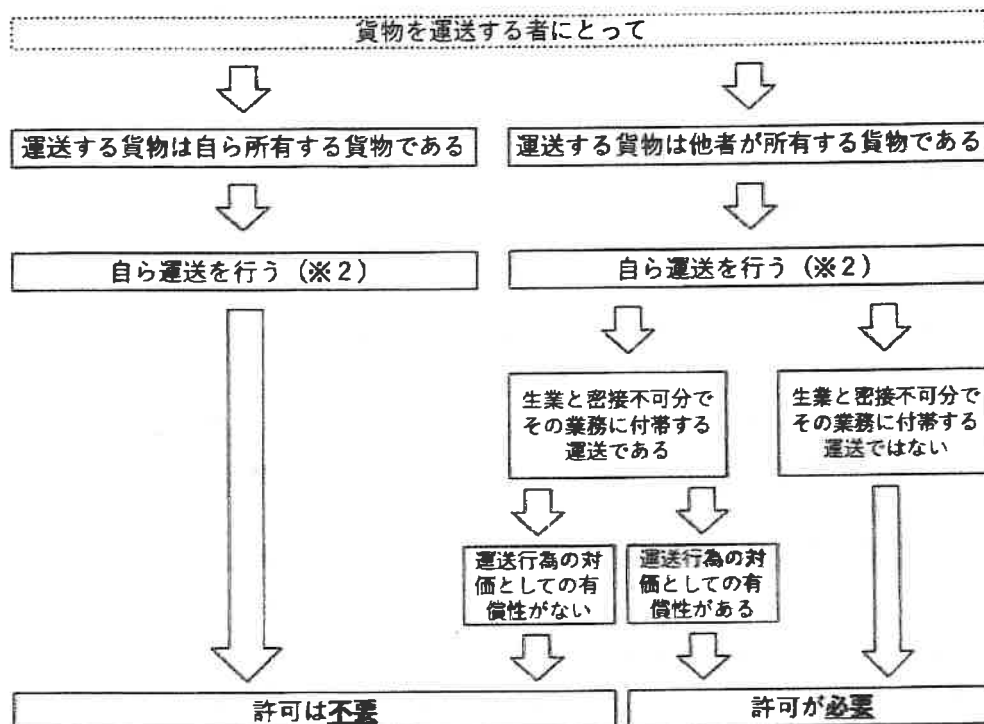 貨物を運送する者にとって
運送する貨物は自ら所有する貨物である
運送する貨物は他者が所有する貨物である
自ら運送を行う（※２）
自ら運送を行う（※２）
生業と密接不可分で
その業務に付帯する
運送である
生業と密接不可分で
その業務に付帯する
運送ではない
運送行為の対
価としての有
償性がない
運送行為の対
価としての有
償性がある
許可は不要
許可が必要